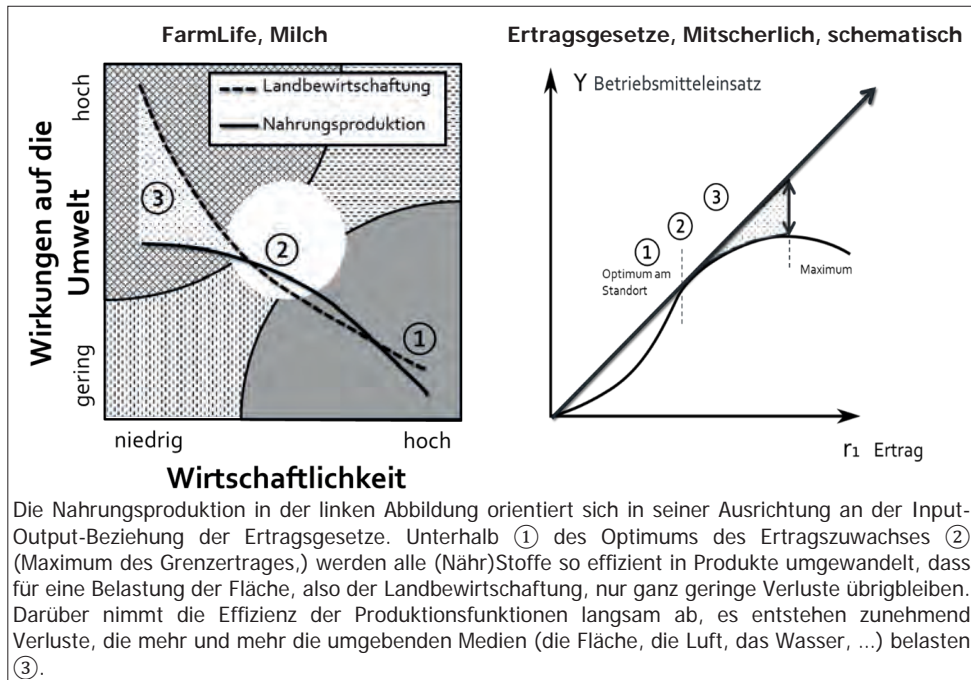 FarmLife, Milch
Wirkungen auf die
Umwelt
hoch
gering
Landbewirtschaftung
Nahrungsproduktion
③
②
①
niedrig
hoch
Wirtschaftlichkeit
Ertragsgesetze, Mitscherlich, schematisch
Y Betriebsmitteleinsatz
③
②
①
Optimum am
Standort
Maximum
r₁ Ertrag
Die Nahrungsproduktion in der linken Abbildung orientiert sich in seiner Ausrichtung an der Input-
Output-Beziehung der Ertragsgesetze. Unterhalb ① des Optimums des Ertragszuwachses ②
(Maximum des Grenzertrages,) werden alle (Nähr)Stoffe so effizient in Produkte umgewandelt, dass
für eine Belastung der Fläche, also der Landbewirtschaftung, nur ganz geringe Verluste übrigbleiben.
Darüber nimmt die Effizienz der Produktionsfunktionen langsam ab, es entstehen zunehmend
Verluste, die mehr und mehr die umgebenden Medien (die Fläche, die Luft, das Wasser, ...) belasten
③.